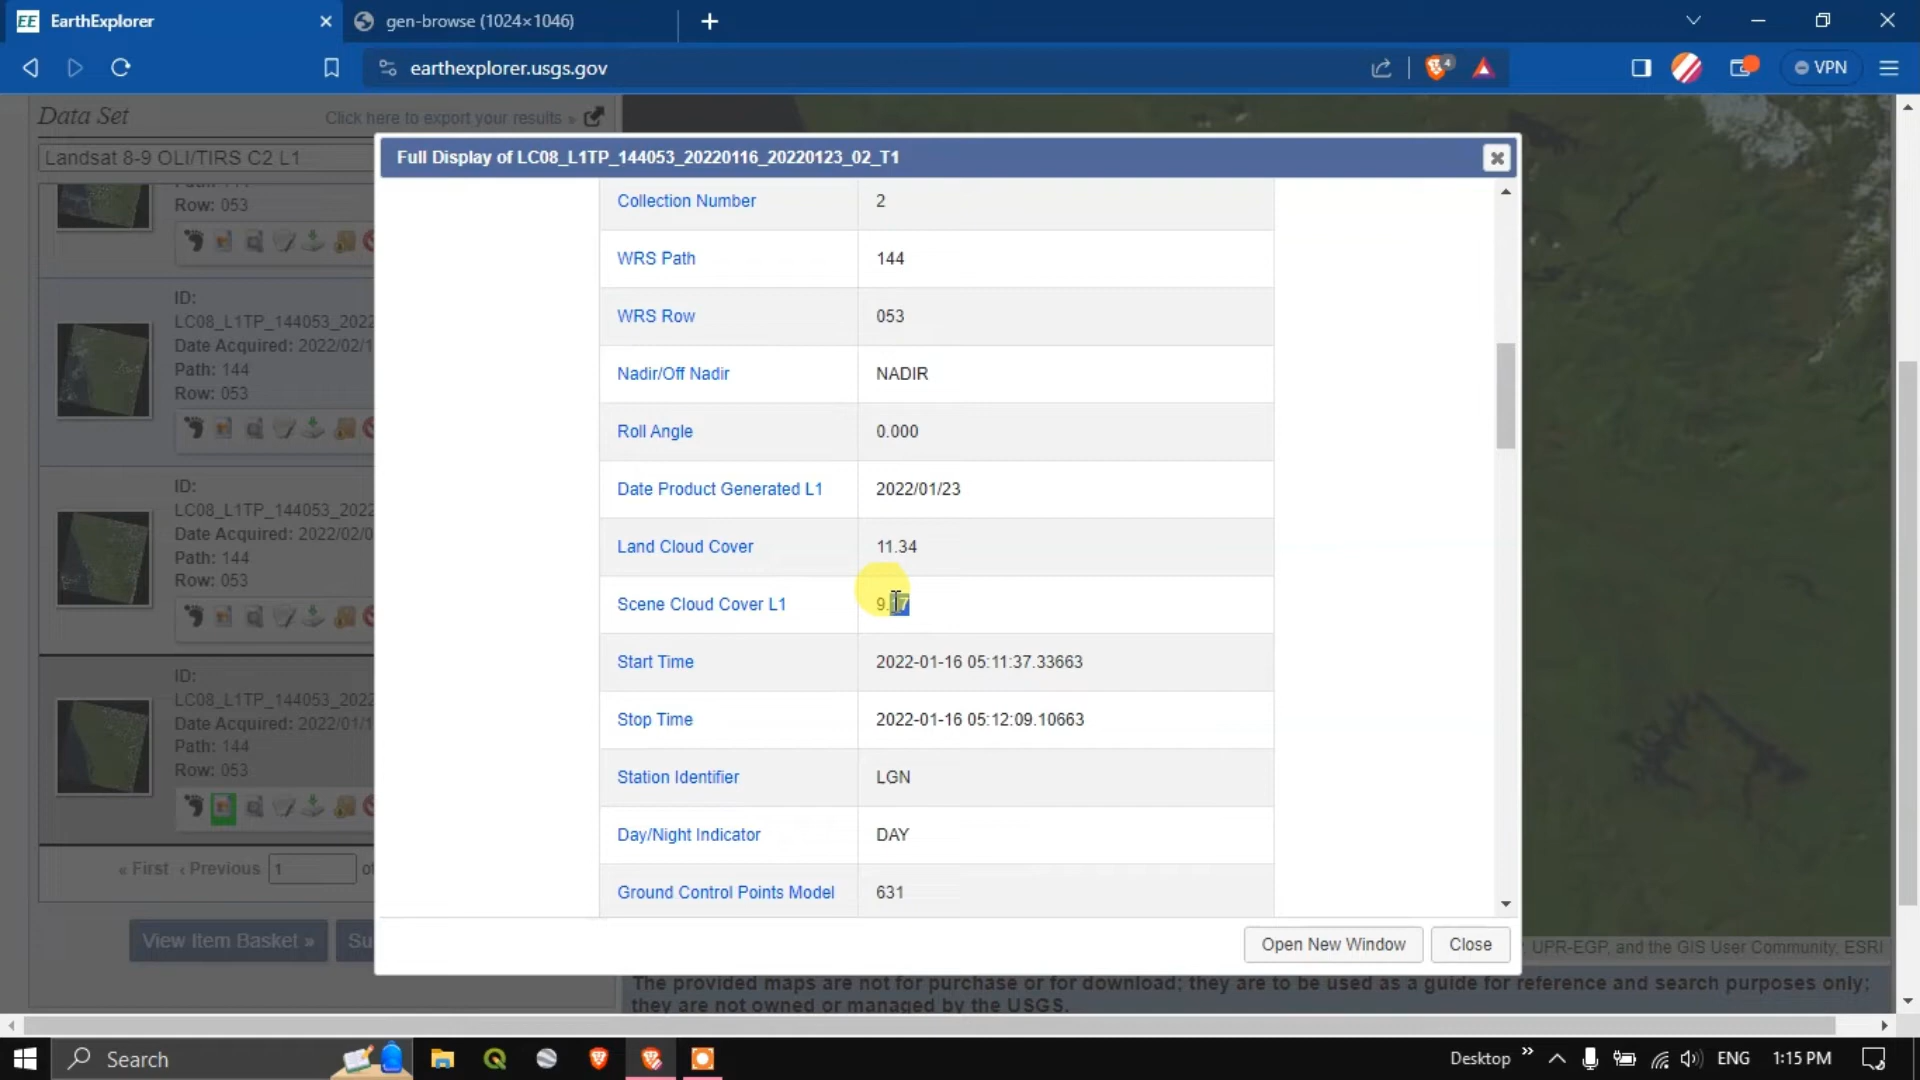 EE EarthExplorer
gen-browse (1024×1046)
earthexplorer.usgs.gov
4
VPN
Data Set
Click here to export your results »
Landsat 8-9 OLI/TIRS C2 L1
Row: 053
ID:
LC08_L1TP_144053_2022
Date Acquired: 2022/02/1
Path: 144
Row: 053
ID:
LC08_L1TP_144053_2022
Date Acquired: 2022/02/0
Path: 144
Row: 053
ID:
LC08_L1TP_144053_2022
Date Acquired: 2022/01/1
Path: 144
Row: 053
« First ‹ Previous 1 of
View Item Basket » Su
Full Display of LC08_L1TP_144053_20220116_20220123_02_T1
Collection Number 2
WRS Path 144
WRS Row 053
Nadir/Off Nadir NADIR
Roll Angle 0.000
Date Product Generated L1 2022/01/23
Land Cloud Cover 11.34
Scene Cloud Cover L1 9.17
Start Time 2022-01-16 05:11:37.33663
Stop Time 2022-01-16 05:12:09.10663
Station Identifier LGN
Day/Night Indicator DAY
Ground Control Points Model 631
Open New Window
Close
UPR-EGP, and the GIS User Community, ESRI
The provided maps are not for purchase or for download; they are to be used as a guide for reference and search purposes only;
they are not owned or managed by the USGS.
Search
Desktop » ENG 1:15 PM